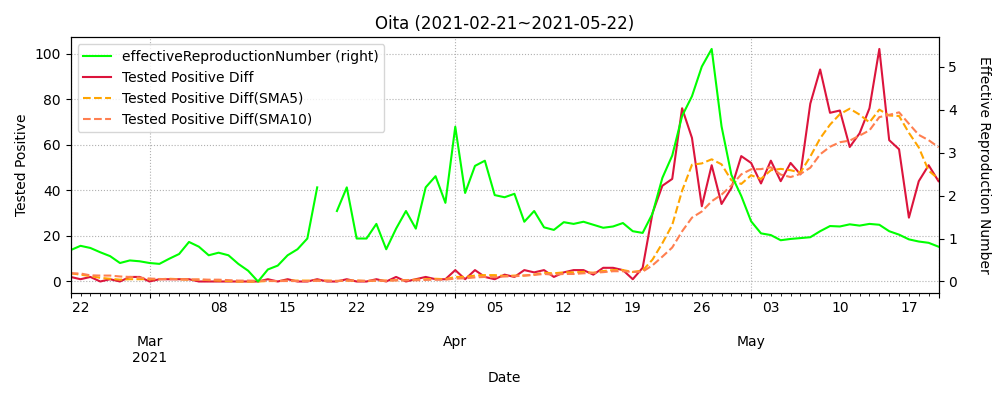 Oita (2021-02-21~2021-05-22)
effectiveReproductionNumber (right)
Tested Positive Diff
Tested Positive Diff(SMA5)
Tested Positive Diff(SMA10)
Tested Positive
100
80
60
40
20
0
Effective Reproduction Number
5
4
3
2
1
0
22 08 15 22 29 05 12 19 26 03 10 17
Mar Apr May
2021
Date